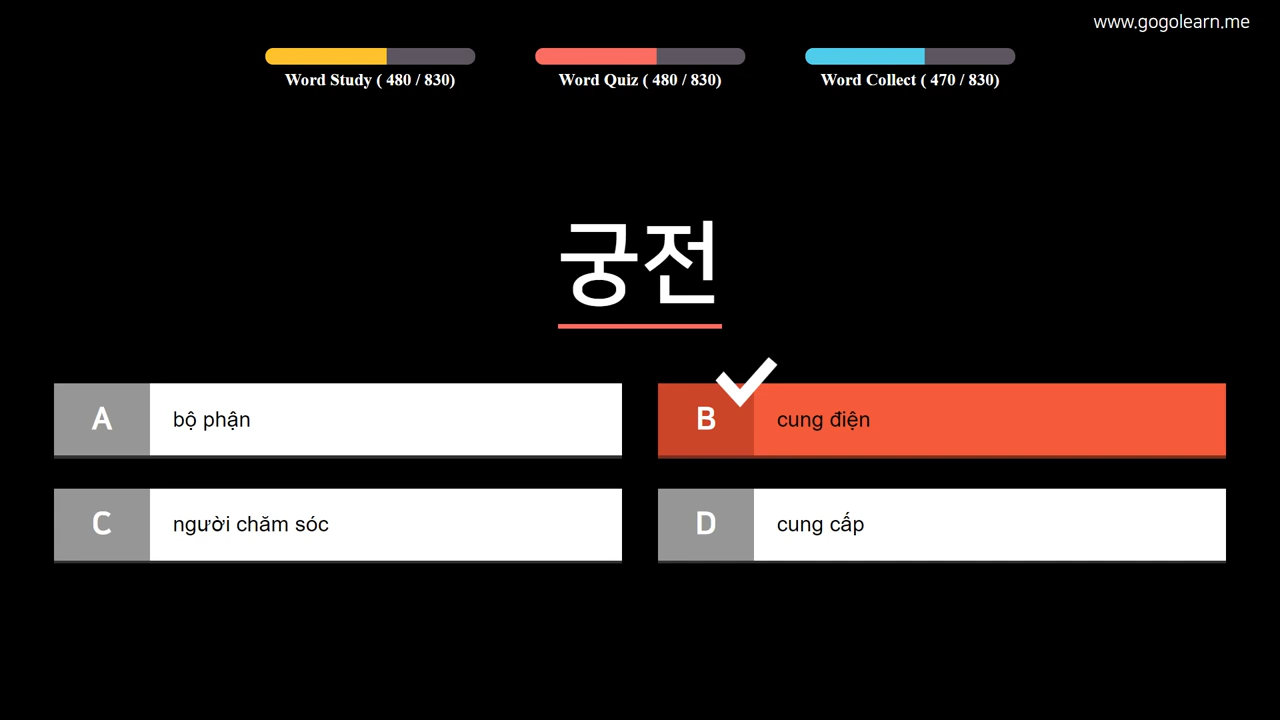 www.gogolearn.me
Word Study ( 480 / 830)
Word Quiz ( 480 / 830)
Word Collect ( 470 / 830)
궁전
A
bộ phận
B
cung điện
C
người chăm sóc
D
cung cấp